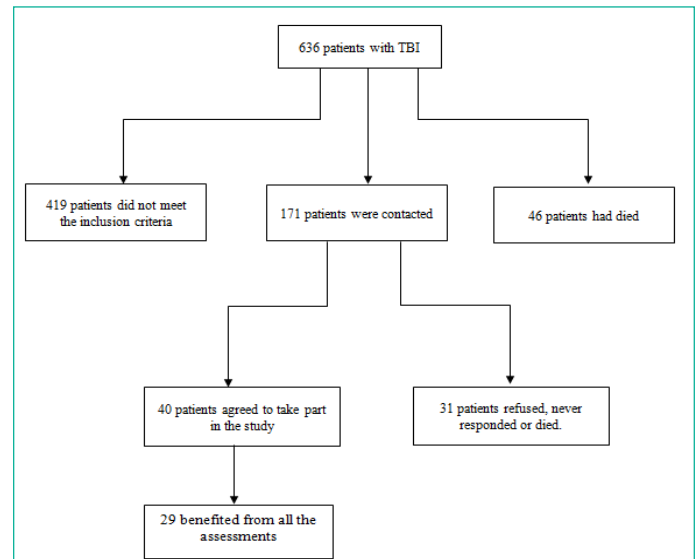 636 patients with TBI
419 patients did not meet
the inclusion criteria
171 patients were contacted
46 patients had died
40 patients agreed to take part
in the study
31 patients refused, never
responded or died.
29 benefited from all the
assessments